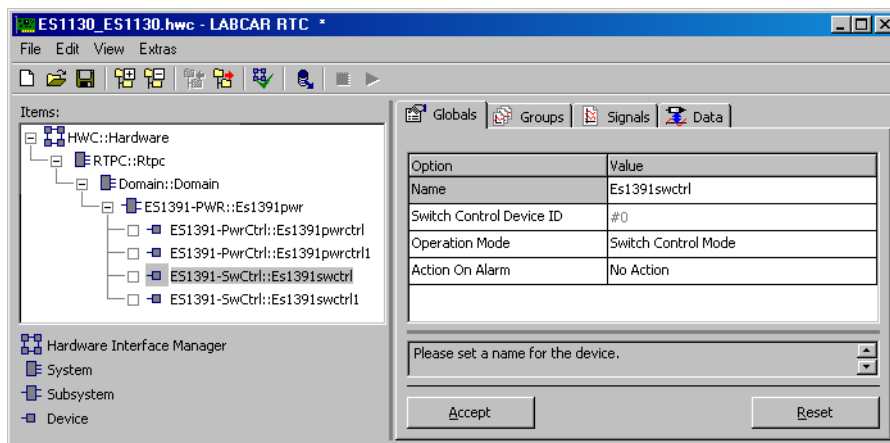 ES1130_ES1130.hwc - LABCAR RTC *
File Edit View Extras
Items:
HWC::Hardware
RTPC::Rtpc
Domain::Domain
ES1391-PWR::Es1391pwr
ES1391-PwrCtrl::Es1391pwrctrl
ES1391-PwrCtrl::Es1391pwrctrl1
ES1391-SwCtrl::Es1391swctrl
ES1391-SwCtrl::Es1391swctrl1
Hardware Interface Manager
System
Subsystem
Device
Globals Groups Signals Data
Option Value
Name Es1391swctrl
Switch Control Device ID #0
Operation Mode Switch Control Mode
Action On Alarm No Action
Please set a name for the device.
Accept Reset